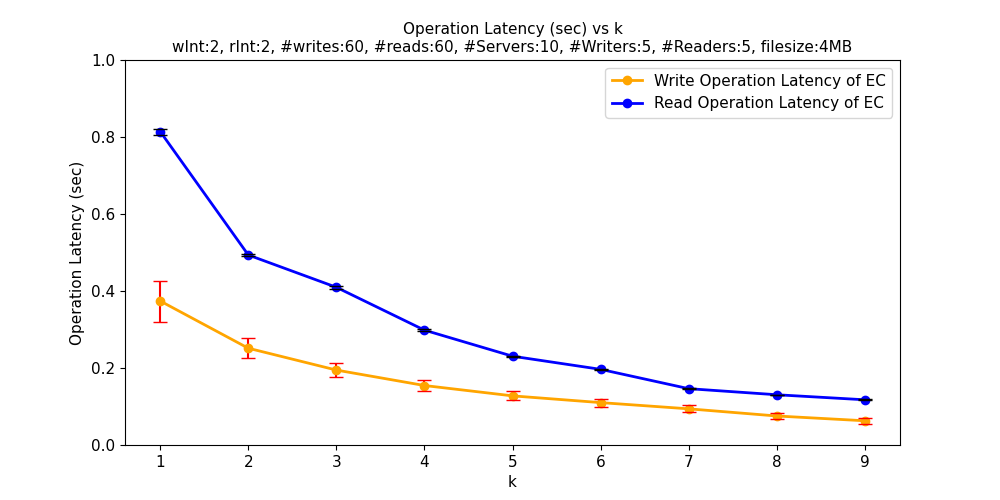 Operation Latency (sec) vs k
wInt:2, rInt:2, #writes:60, #reads:60, #Servers:10, #Writers:5, #Readers:5, filesize:4MB
Write Operation Latency of EC
Read Operation Latency of EC
Operation Latency (sec)
1.0
0.8
0.6
0.4
0.2
0.0
1 2 3 4 5 6 7 8 9
k